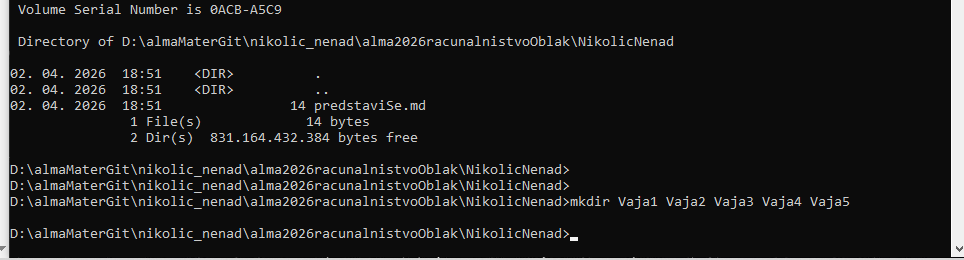 Volume Serial Number is 0ACB-A5C9
Directory of D:\almaMaterGit\nikolic_nenad\alma2026racunalnistvoOblak\NikolicNenad
02. 04. 2026  18:51    <DIR>          .
02. 04. 2026  18:51    <DIR>          ..
02. 04. 2026  18:51                14 predstaviSe.md
1 File(s)             14 bytes
2 Dir(s)  831.164.432.384 bytes free
D:\almaMaterGit\nikolic_nenad\alma2026racunalnistvoOblak\NikolicNenad>
D:\almaMaterGit\nikolic_nenad\alma2026racunalnistvoOblak\NikolicNenad>
D:\almaMaterGit\nikolic_nenad\alma2026racunalnistvoOblak\NikolicNenad>mkdir Vaja1 Vaja2 Vaja3 Vaja4 Vaja5
D:\almaMaterGit\nikolic_nenad\alma2026racunalnistvoOblak\NikolicNenad>